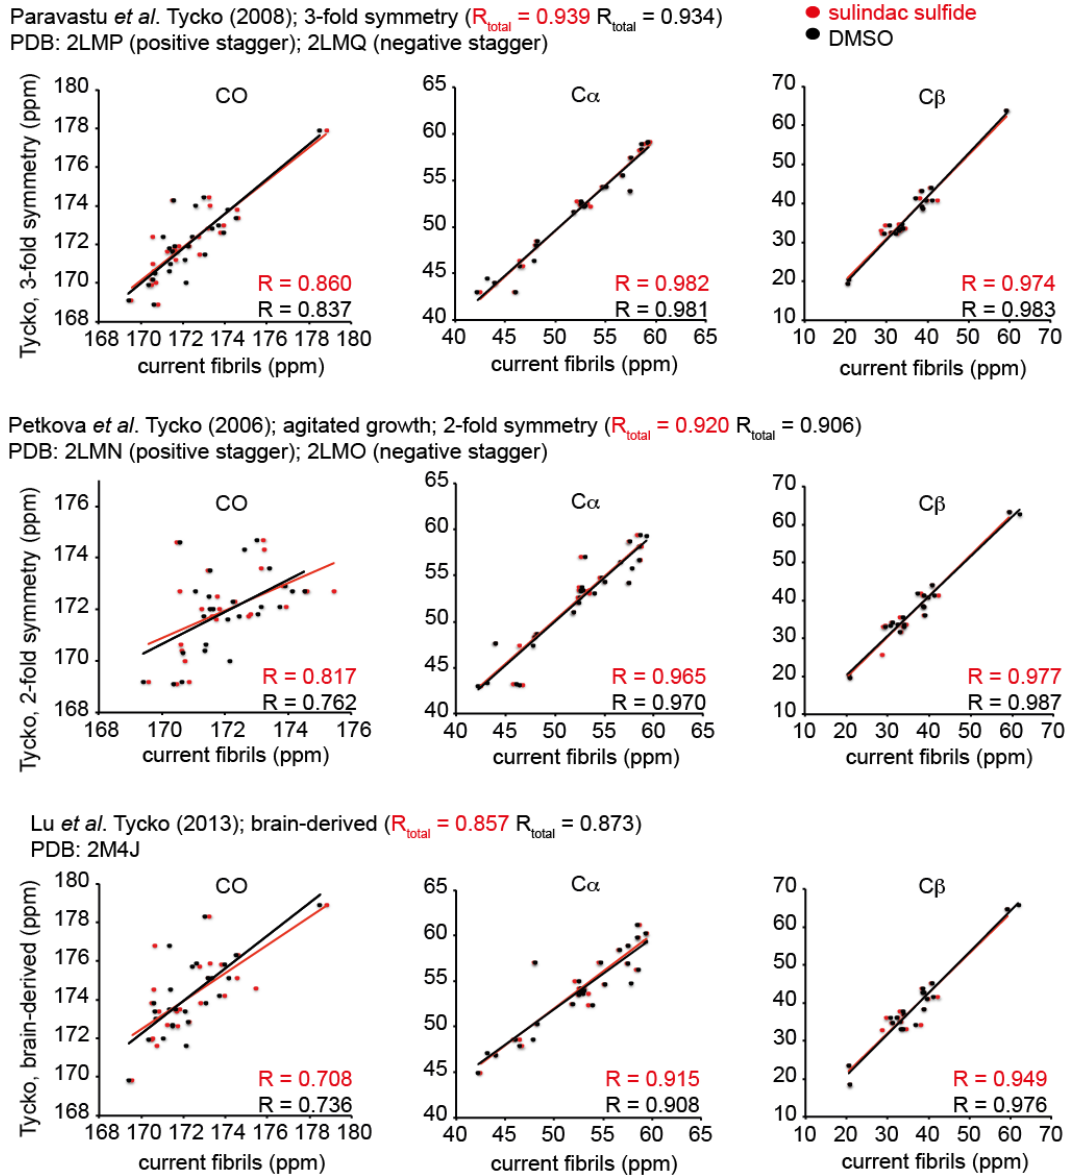 Paravastu et al. Tycko (2008); 3-fold symmetry (Rtotal = 0.939 Rtotal = 0.934)
PDB: 2LMP (positive stagger); 2LMQ (negative stagger)
sulindac sulfide
DMSO
CO
Tycko, 3-fold symmetry (ppm)
180
178
176
174
172
170
168
168 170 172 174 176 178 180
R = 0.860
R = 0.837
current fibrils (ppm)
Cα
65
60
55
50
45
40
40 45 50 55 60 65
R = 0.982
R = 0.981
current fibrils (ppm)
Cβ
70
60
50
40
30
20
10
10 20 30 40 50 60 70
R = 0.974
R = 0.983
current fibrils (ppm)
Petkova et al. Tycko (2006); agitated growth; 2-fold symmetry (Rtotal = 0.920 Rtotal = 0.906)
PDB: 2LMN (positive stagger); 2LMO (negative stagger)
CO
Tycko, 2-fold symmetry (ppm)
176
174
172
170
168
168 170 172 174 176
R = 0.817
R = 0.762
current fibrils (ppm)
Cα
65
60
55
50
45
40
40 45 50 55 60 65
R = 0.965
R = 0.970
current fibrils (ppm)
Cβ
70
60
50
40
30
20
10
10 20 30 40 50 60 70
R = 0.977
R = 0.987
current fibrils (ppm)
Lu et al. Tycko (2013); brain-derived (Rtotal = 0.857 Rtotal = 0.873)
PDB: 2M4J
CO
Tycko, brain-derived (ppm)
180
178
176
174
172
170
168
168 170 172 174 176 178 180
R = 0.708
R = 0.736
current fibrils (ppm)
Cα
65
60
55
50
45
40
40 45 50 55 60 65
R = 0.915
R = 0.908
current fibrils (ppm)
Cβ
70
60
50
40
30
20
10
10 20 30 40 50 60 70
R = 0.949
R = 0.976
current fibrils (ppm)